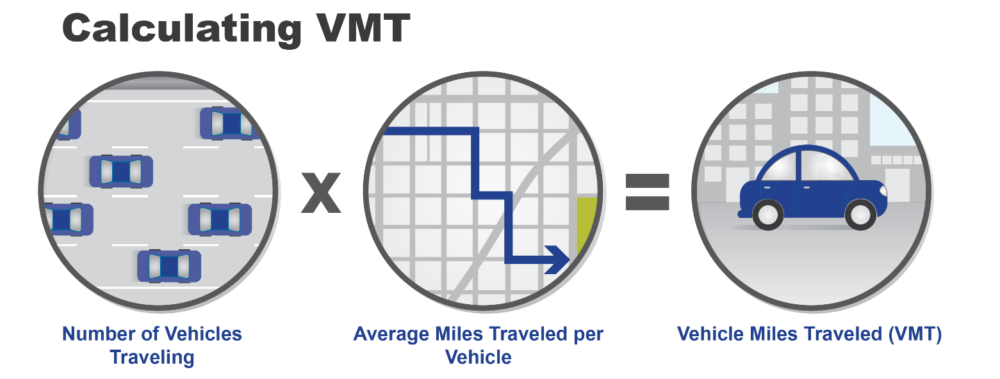 Calculating VMT
x
=
Number of Vehicles
Traveling
Average Miles Traveled per
Vehicle
Vehicle Miles Traveled (VMT)